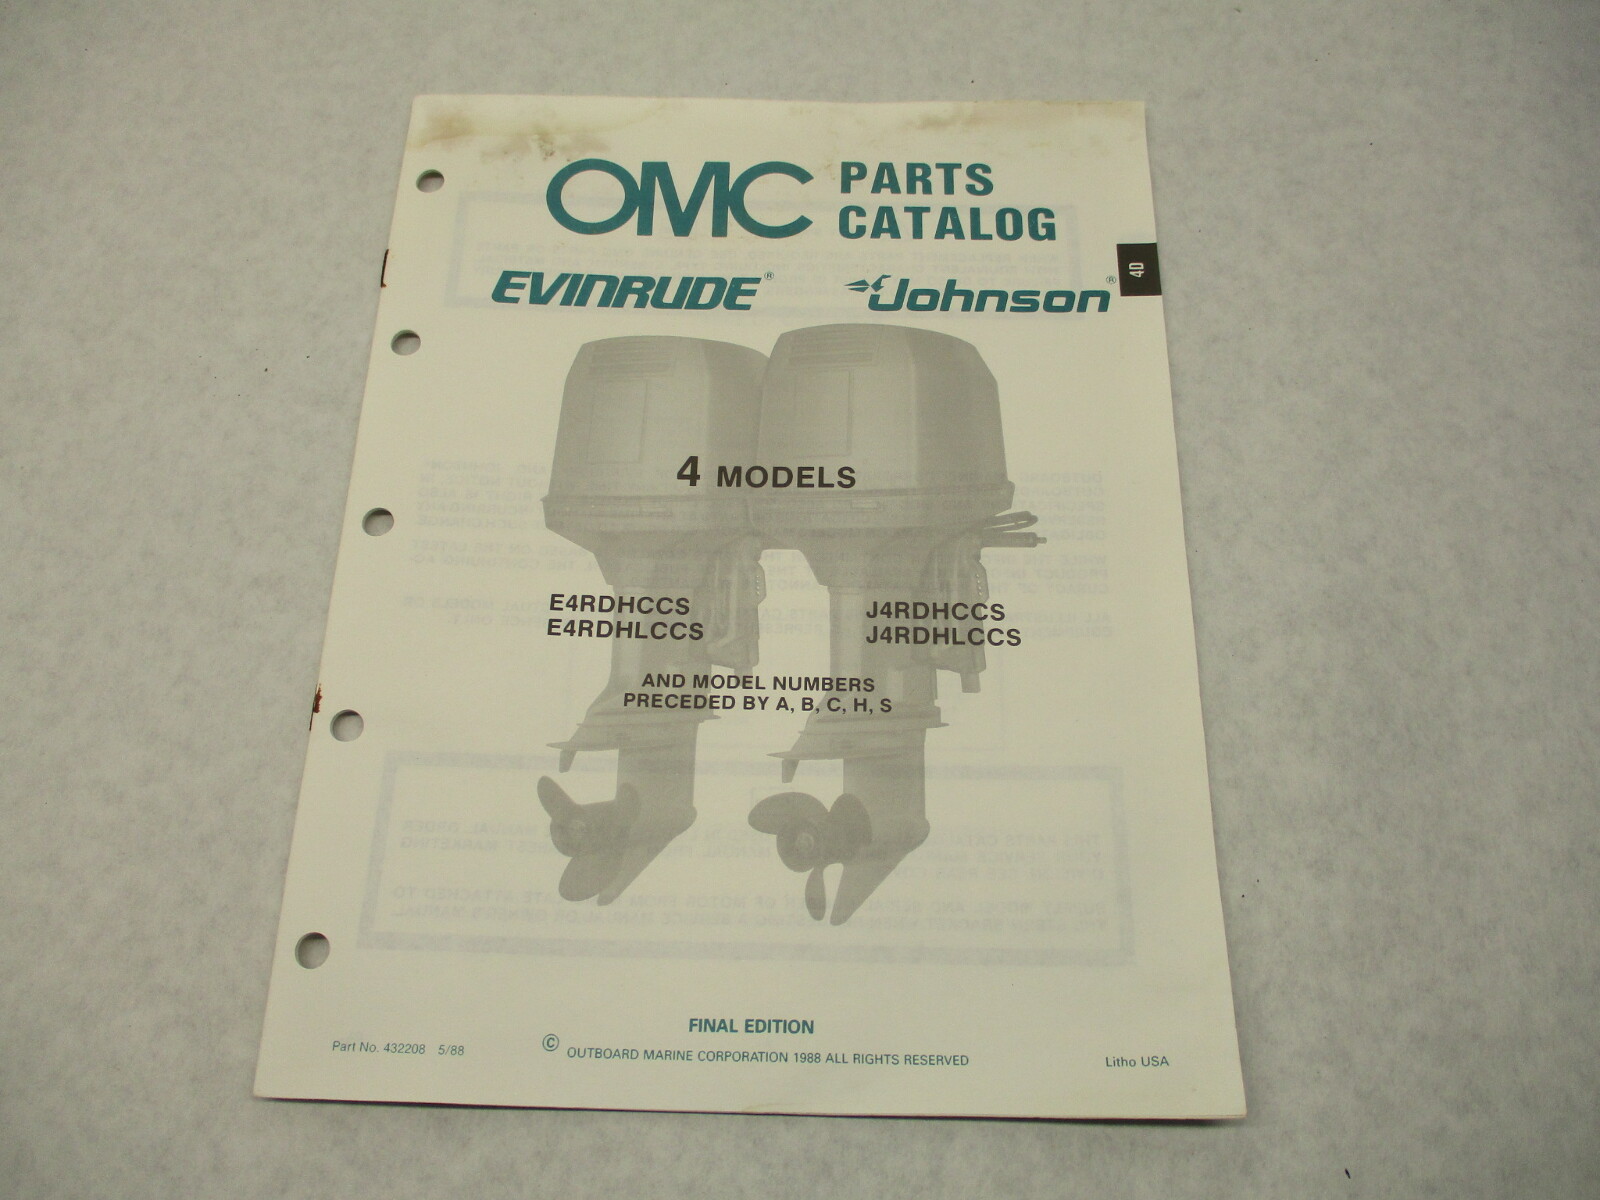 OMC PARTS
CATALOG
4D
EVINRUDE® Johnson®
4 MODELS
E4RDHCCS J4RDHCCS
E4RDHLCCS J4RDHLCCS
AND MODEL NUMBERS
PRECEDED BY A, B, C, H, S
FINAL EDITION
Part No. 432208 5/88
© OUTBOARD MARINE CORPORATION 1988 ALL RIGHTS RESERVED
Litho USA